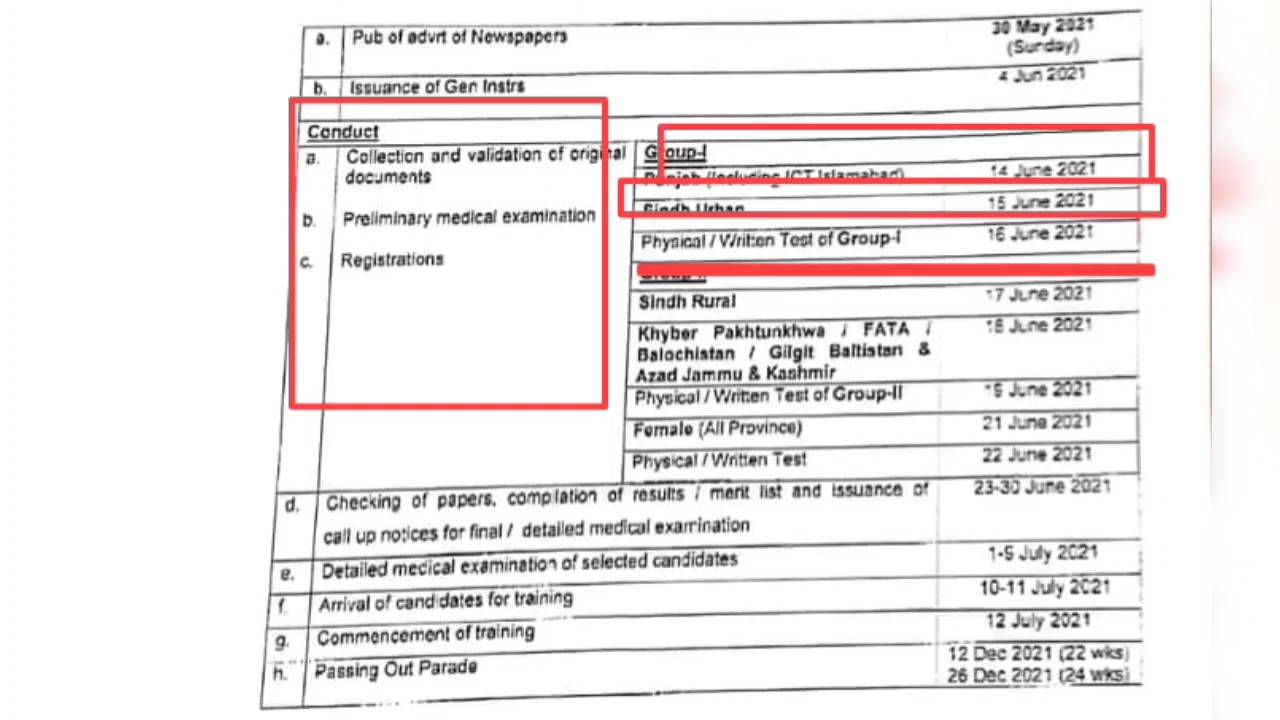 a. Pub of advrt of Newspapers 30 May 2021
(Sunday)
b. Issuance of Gen Instrs 4 Jun 2021
Conduct
a. Collection and validation of original
documents
b. Preliminary medical examination
c. Registrations
Group-I
Punjab (Including ICT Islamabad) 14 June 2021
Sindh Urban 15 June 2021
Physical / Written Test of Group-I 16 June 2021
Sindh Rural 17 June 2021
Khyber Pakhtunkhwa / FATA / 18 June 2021
Balochistan / Gilgit Baltistan &
Azad Jammu & Kashmir
Physical / Written Test of Group-II June 2021
Female (All Province) 21 June 2021
Physical / Written Test 22 June 2021
d. Checking of papers, compilation of results / merit list and issuance of 23-30 June 2021
call up notices for final / detailed medical examination
e. Detailed medical examination of selected candidates July 2021
f. Arrival of candidates for training 10-11 July 2021
g. Commencement of training 12 July 2021
h. Passing Out Parade 12 Dec 2021 (22 wks)
26 Dec 2021 (24 wks)